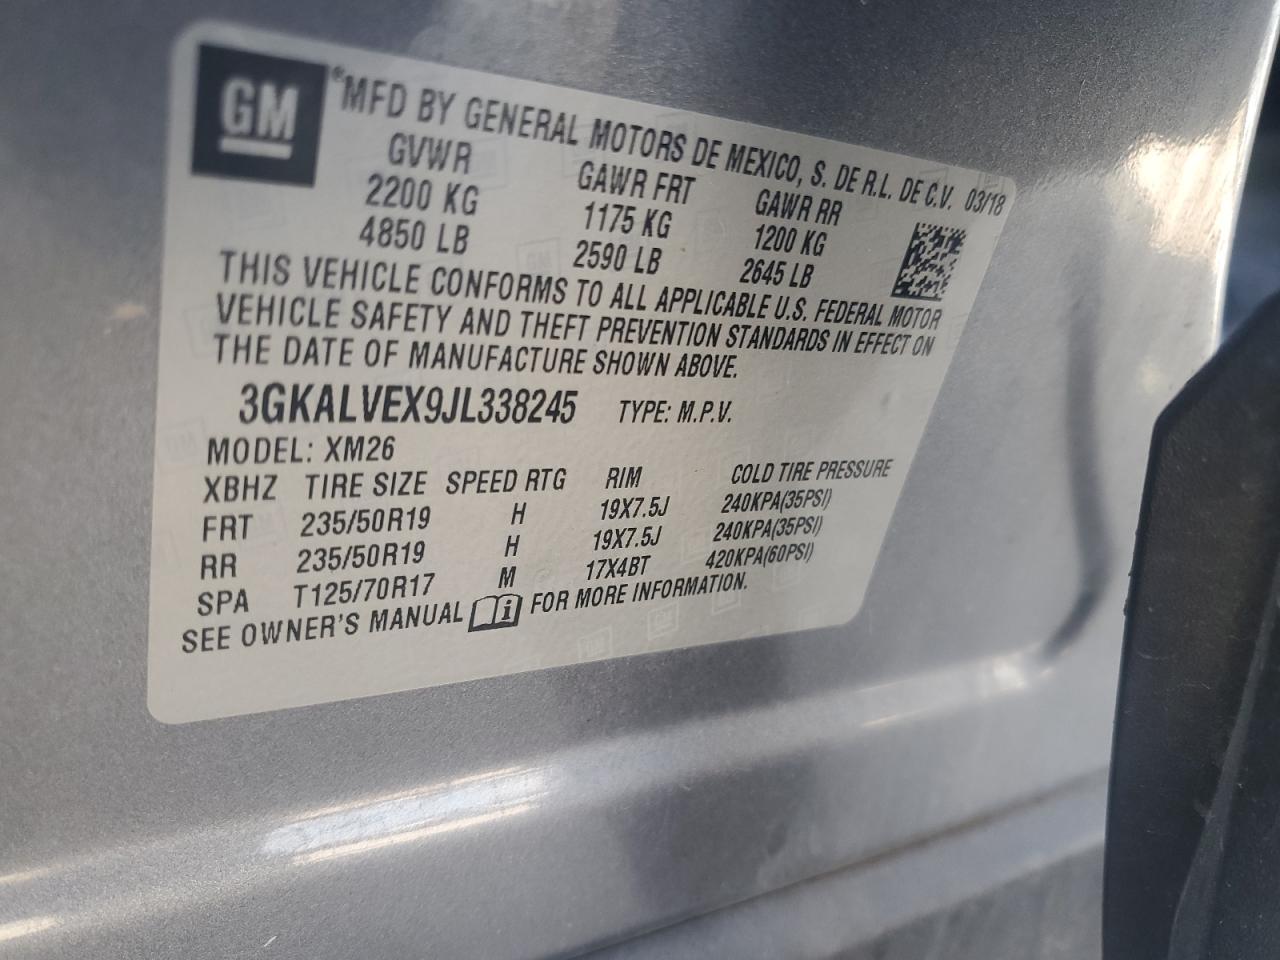 GM ® MFD BY GENERAL MOTORS DE MEXICO, S. DE R.L. DE C.V. 03/18
GVWR GAWR FRT GAWR RR
2200 KG 1175 KG 1200 KG
4850 LB 2590 LB 2645 LB
THIS VEHICLE CONFORMS TO ALL APPLICABLE U.S. FEDERAL MOTOR
VEHICLE SAFETY AND THEFT PREVENTION STANDARDS IN EFFECT ON
THE DATE OF MANUFACTURE SHOWN ABOVE.
3GKALVEX9JL338245 TYPE: M.P.V.
MODEL: XM26
XBHZ TIRE SIZE SPEED RTG RIM COLD TIRE PRESSURE
FRT 235/50R19 H 19X7.5J 240KPA(35PSI)
RR 235/50R19 H 19X7.5J 240KPA(35PSI)
SPA T125/70R17 M 17X4BT 420KPA(60PSI)
SEE OWNER'S MANUAL i FOR MORE INFORMATION.